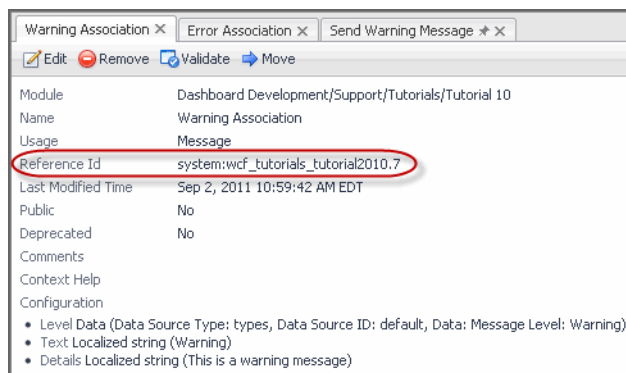 Warning Association Error Association Send Warning Message
Edit Remove Validate Move
Module Dashboard Development/Support/Tutorials/Tutorial 10
Name Warning Association
Usage Message
Reference Id system:wcf_tutorials_tutorial2010.7
Last Modified Time Sep 2, 2011 10:59:42 AM EDT
Public No
Deprecated No
Comments
Context Help
Configuration
• Level Data (Data Source Type: types, Data Source ID: default, Data: Message Level: Warning)
• Text Localized string (Warning)
• Details Localized string (This is a warning message)